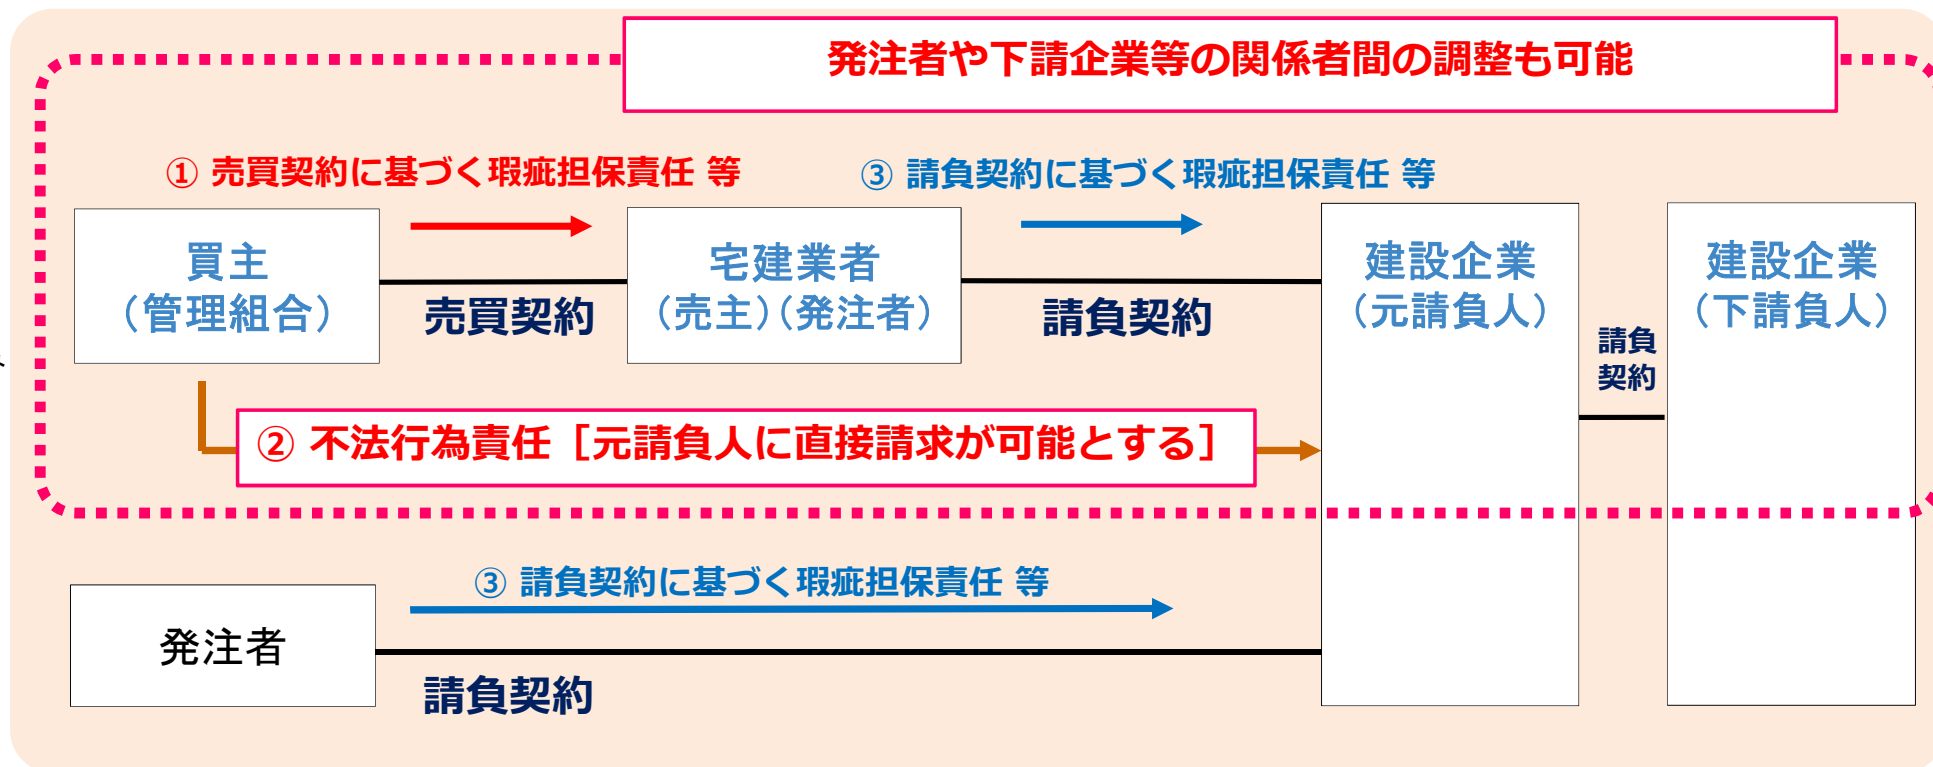 発注者や下請企業等の関係者間の調整も可能
① 売買契約に基づく瑕疵担保責任 等
③ 請負契約に基づく瑕疵担保責任 等
買主
（管理組合）
売買契約
宅建業者
（売主）（発注者）
請負契約
建設企業
（元請負人）
請負
契約
建設企業
（下請負人）
② 不法行為責任［元請負人に直接請求が可能とする］
③ 請負契約に基づく瑕疵担保責任 等
発注者
請負契約